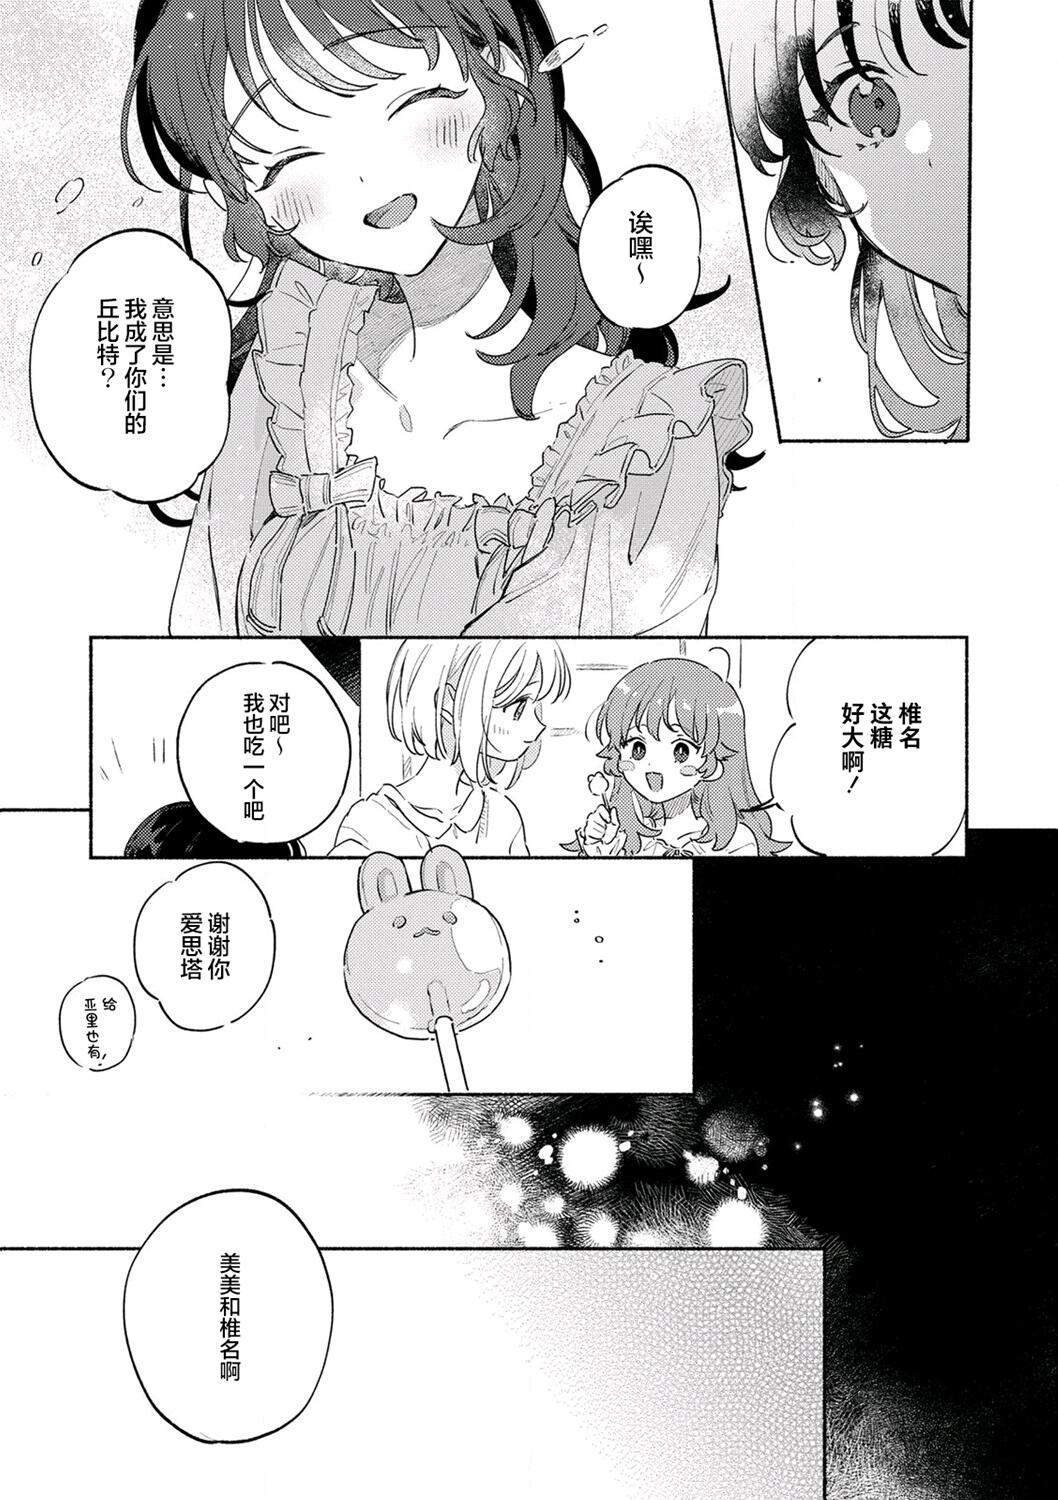 诶嘿～
意思是…
我成了你们的
丘比特？
椎名
这糖
好大啊！
对吧～
我也吃一个吧
谢谢你
爱思塔
给
亚里也有！
美美和椎名啊